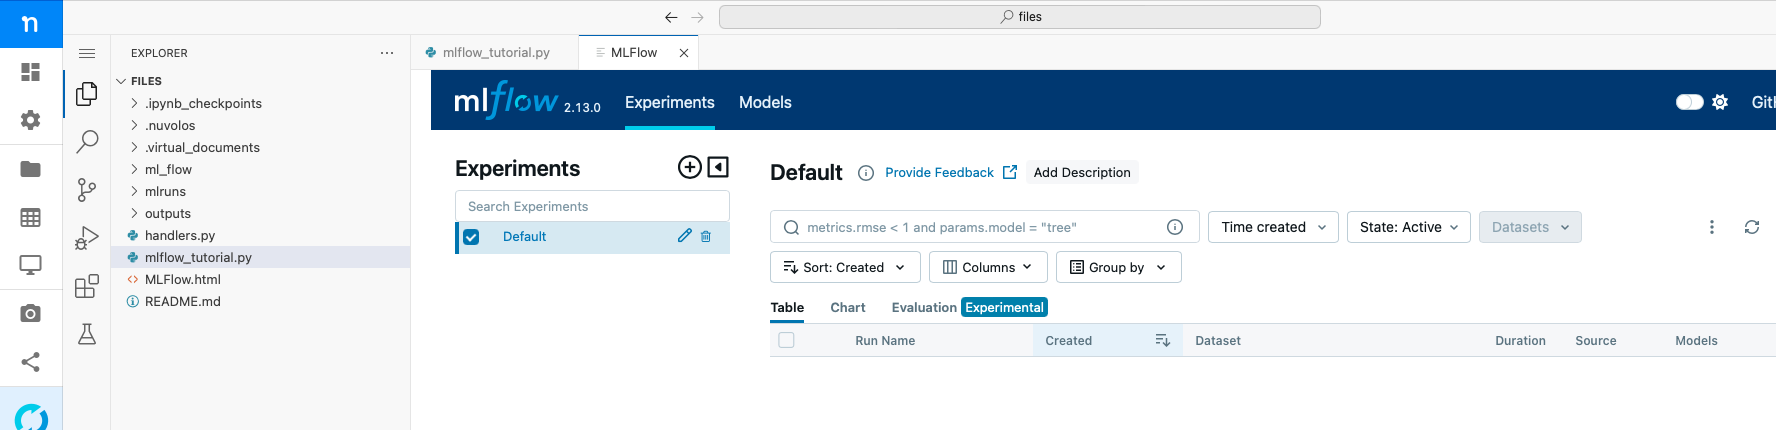 n
files
EXPLORER
mlflow_tutorial.py
MLFlow
FILES
.ipynb_checkpoints
.nuvolos
.virtual_documents
ml_flow
mlruns
outputs
handlers.py
mlflow_tutorial.py
MLFlow.html
README.md
mlflow 2.13.0
Experiments
Models
GitH
Experiments
Search Experiments
Default
Default
Provide Feedback
Add Description
metrics.rmse < 1 and params.model = "tree"
Time created
State: Active
Datasets
Sort: Created
Columns
Group by
Table
Chart
Evaluation Experimental
Run Name
Created
Dataset
Duration
Source
Models